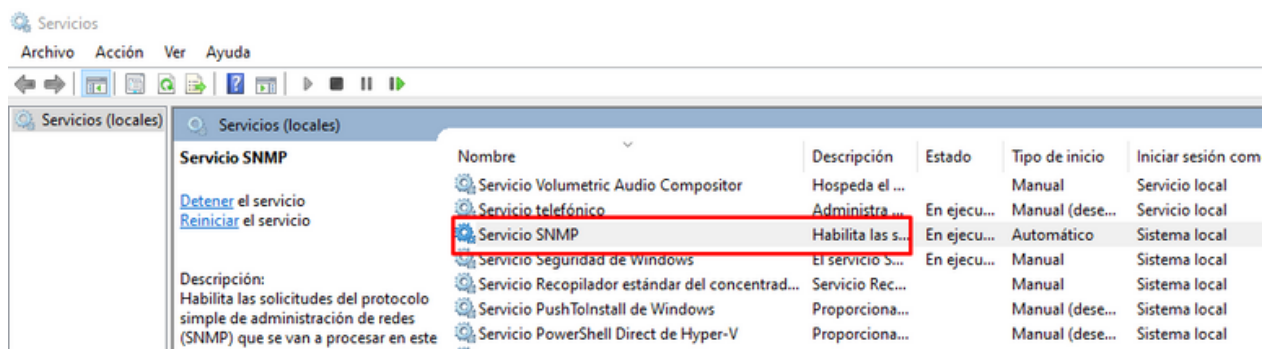 Servicios
Archivo Acción Ver Ayuda
Servicios (locales)
Servicios (locales)
Servicio SNMP
Detener el servicio
Reiniciar el servicio
Descripción:
Habilita las solicitudes del protocolo
simple de administración de redes
(SNMP) que se van a procesar en este
Nombre Descripción Estado Tipo de inicio Iniciar sesión com
Servicio Volumetric Audio Compositor Hospeda el ... Manual Servicio local
Servicio telefónico Administra ... En ejecu... Manual (dese... Servicio local
Servicio SNMP Habilita las s... En ejecu... Automático Sistema local
Servicio Seguridad de Windows El servicio S... En ejecu... Manual Sistema local
Servicio Recopilador estándar del concentrad... Servicio Rec... Manual Sistema local
Servicio PushToInstall de Windows Proporciona... Manual (dese... Sistema local
Servicio PowerShell Direct de Hyper-V Proporciona... Manual (dese... Sistema local